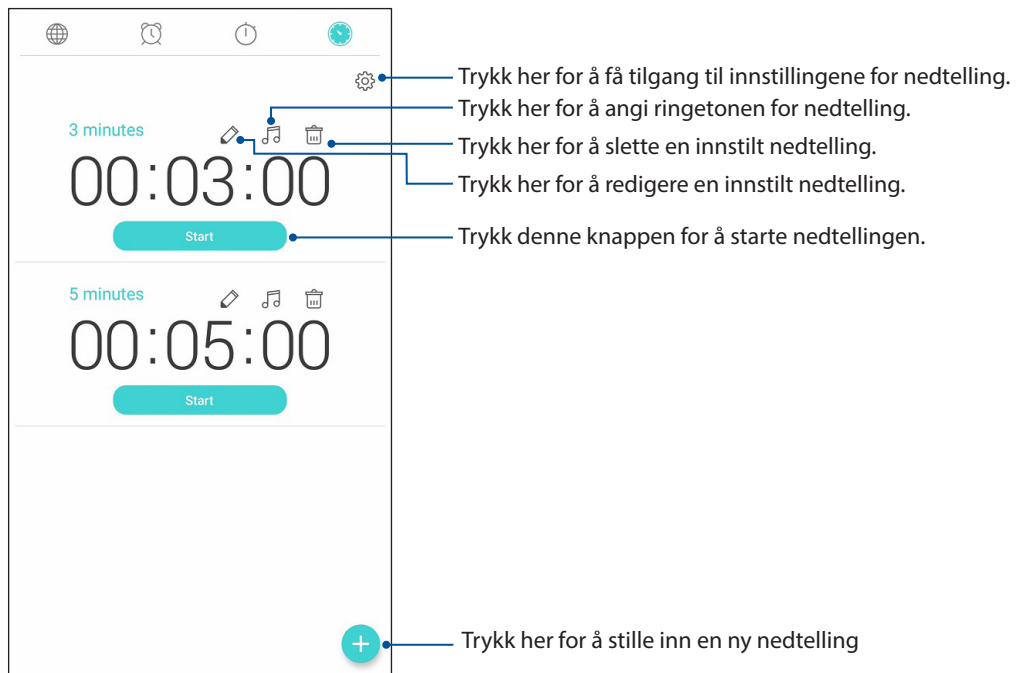 Trykk her for å få tilgang til innstillingene for nedtelling.
Trykk her for å angi ringetonen for nedtelling.
3 minutes
Trykk her for å slette en innstilt nedtelling.
00:03:00
Trykk her for å redigere en innstilt nedtelling.
Start
Trykk denne knappen for å starte nedtellingen.
5 minutes
00:05:00
Start
Trykk her for å stille inn en ny nedtelling